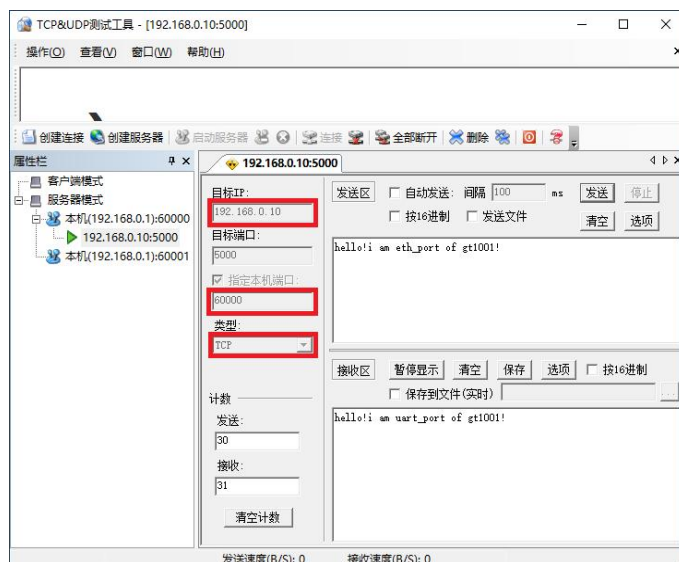 TCP&UDP测试工具 - [192.168.0.10:5000]
操作(O) 查看(V) 窗口(W) 帮助(H)
创建连接 创建服务器 启动服务器 连接 全部断开 删除
属性栏
客户端模式
服务器模式
本机(192.168.0.1):60000
192.168.0.10:5000
本机(192.168.0.1):60001
192.168.0.10:5000
目标IP:
192.168.0.10
目标端口:
5000
指定本机端口:
60000
类型:
TCP
计数
发送:
30
接收:
31
清空计数
发送区 自动发送: 间隔 100 ms 发送 停止
按16进制 发送文件 清空 选项
hello!i am eth_port of gt1001!
接收区 暂停显示 清空 保存 选项 按16进制
保存到文件(实时) ...
hello!i am uart_port of gt1001!
发送速度(B/S): 0 接收速度(B/S): 0